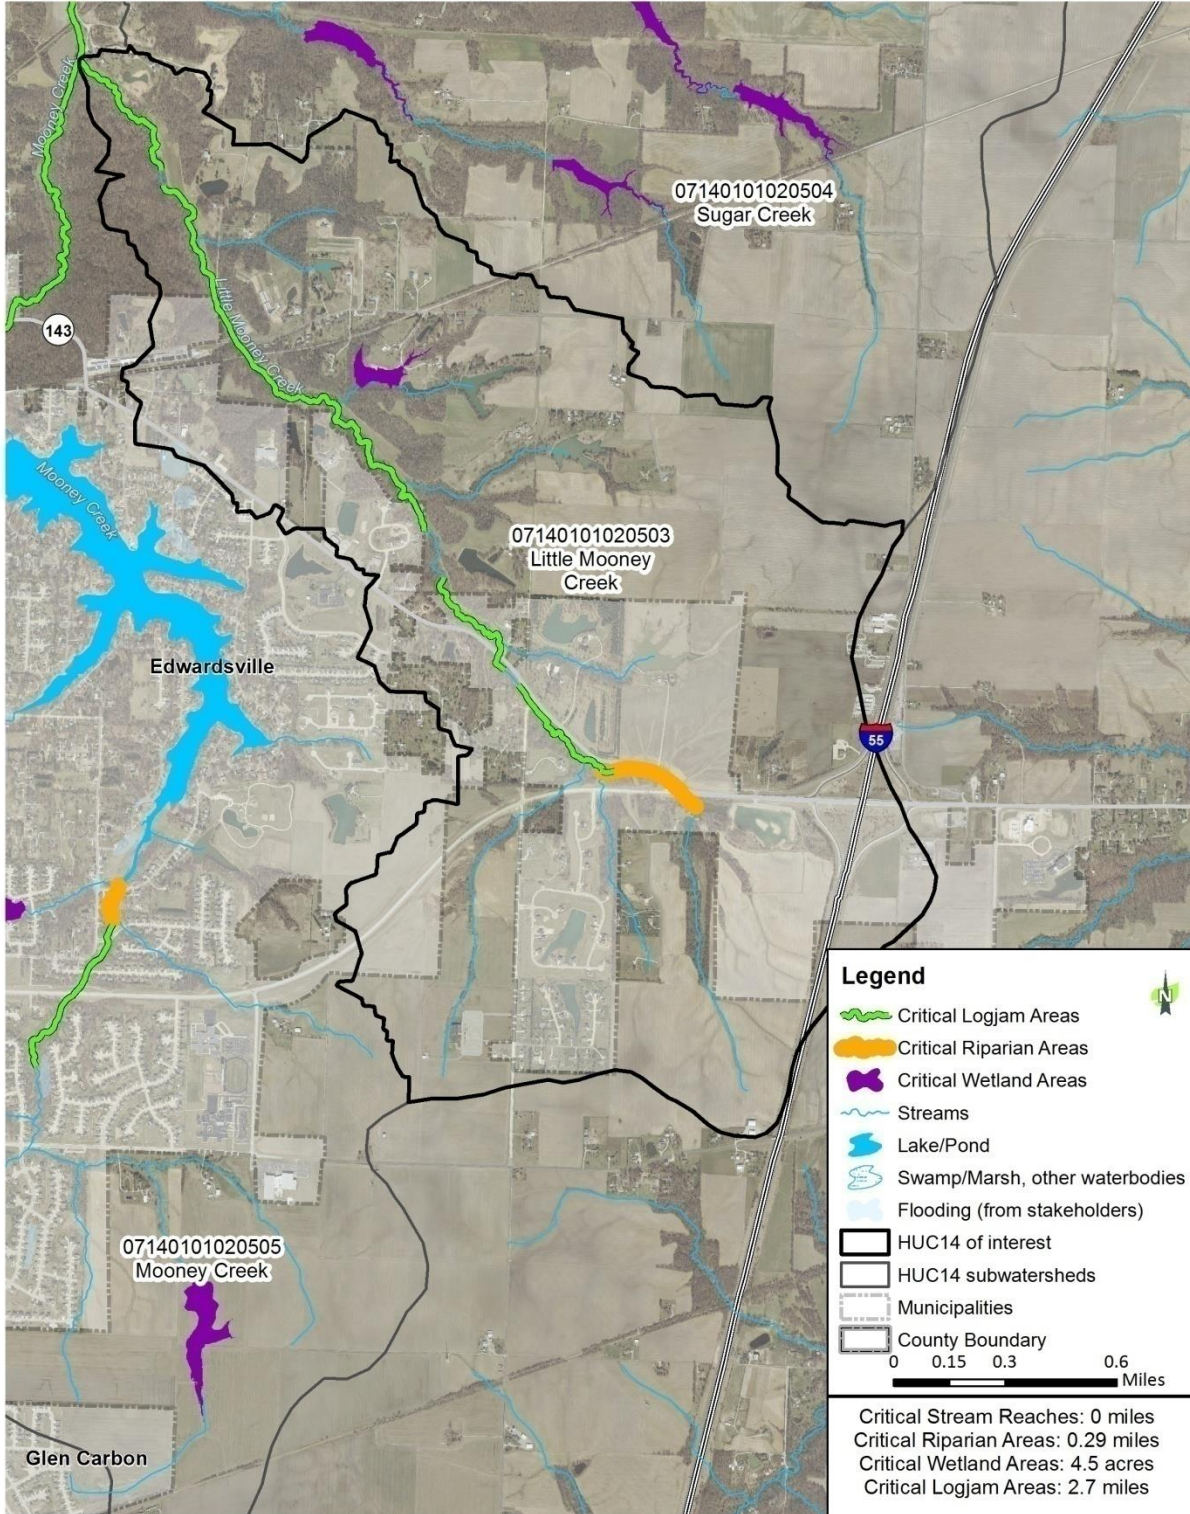 Mooney Creek
07140101020504
Sugar Creek
143
Little Mooney Creek
Mooney Creek
07140101020503
Little Mooney
Creek
Edwardsville
55
07140101020505
Mooney Creek
Glen Carbon
Legend
N
Critical Logjam Areas
Critical Riparian Areas
Critical Wetland Areas
Streams
Lake/Pond
Swamp/Marsh, other waterbodies
Flooding (from stakeholders)
HUC14 of interest
HUC14 subwatersheds
Municipalities
County Boundary
0 0.15 0.3 0.6
Miles
Critical Stream Reaches: 0 miles
Critical Riparian Areas: 0.29 miles
Critical Wetland Areas: 4.5 acres
Critical Logjam Areas: 2.7 miles